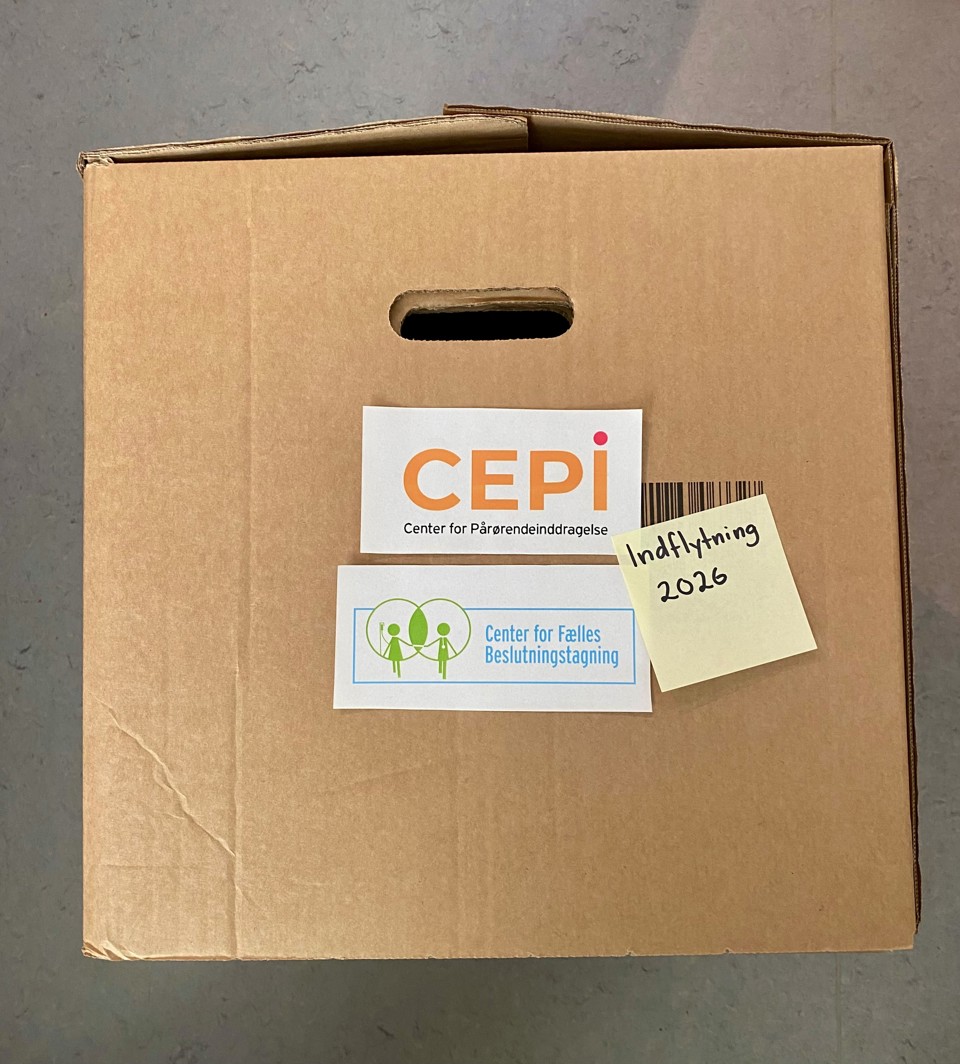 CEPI
Center for Pårørendeinddragelse
Indflytning
2026
Center for Fælles
Beslutningstagning